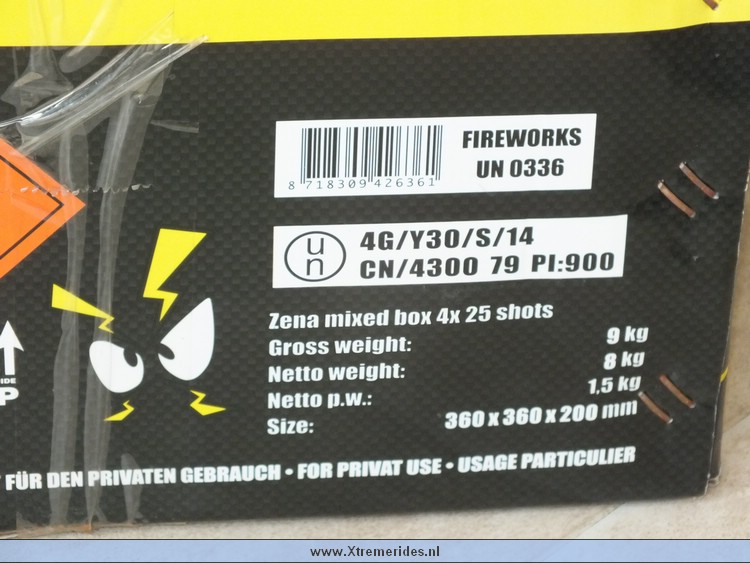 FIREWORKS
UN 0336
8 718309 426361
un
4G/Y30/S/14
CN/4300 79 PI:900
Zena mixed box 4x 25 shots
Gross weight: 9 kg
Netto weight: 8 kg
Netto p.w.: 1,5 kg
Size: 360 x 360 x 200 mm
IDE
P
FÜR DEN PRIVATEN GEBRAUCH • FOR PRIVAT USE • USAGE PARTICULIER
www.Xtremerides.nl